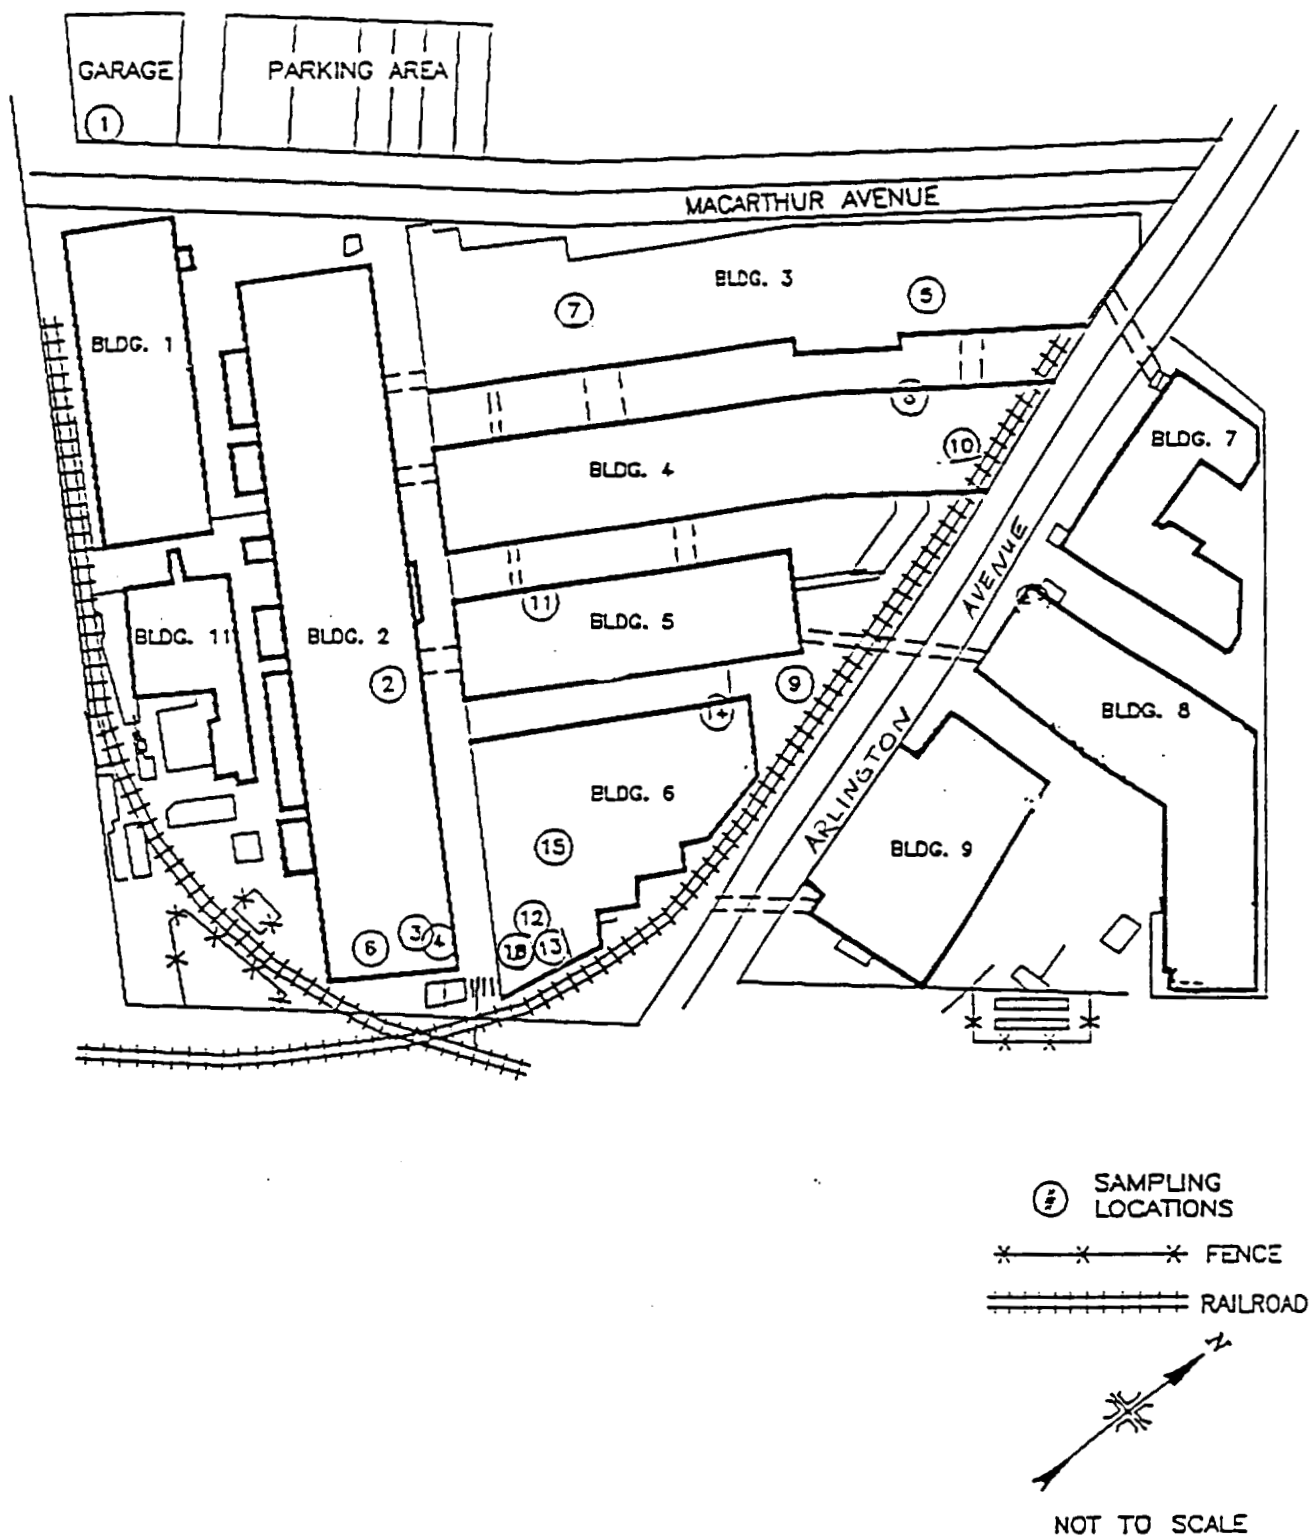 GARAGE
PARKING AREA
1
MACARTHUR AVENUE
BLDG. 3
5
7
BLDG. 1
8
BLDG. 7
10
BLDG. 4
AVENUE
11
BLDG. 5
BLDG. 11
BLDG. 2
2
9
14
BLDG. 8
ARLINGTON
BLDG. 6
15
BLDG. 9
12
3
4
6
13
SAMPLING
LOCATIONS
FENCE
RAILROAD
N
NOT TO SCALE